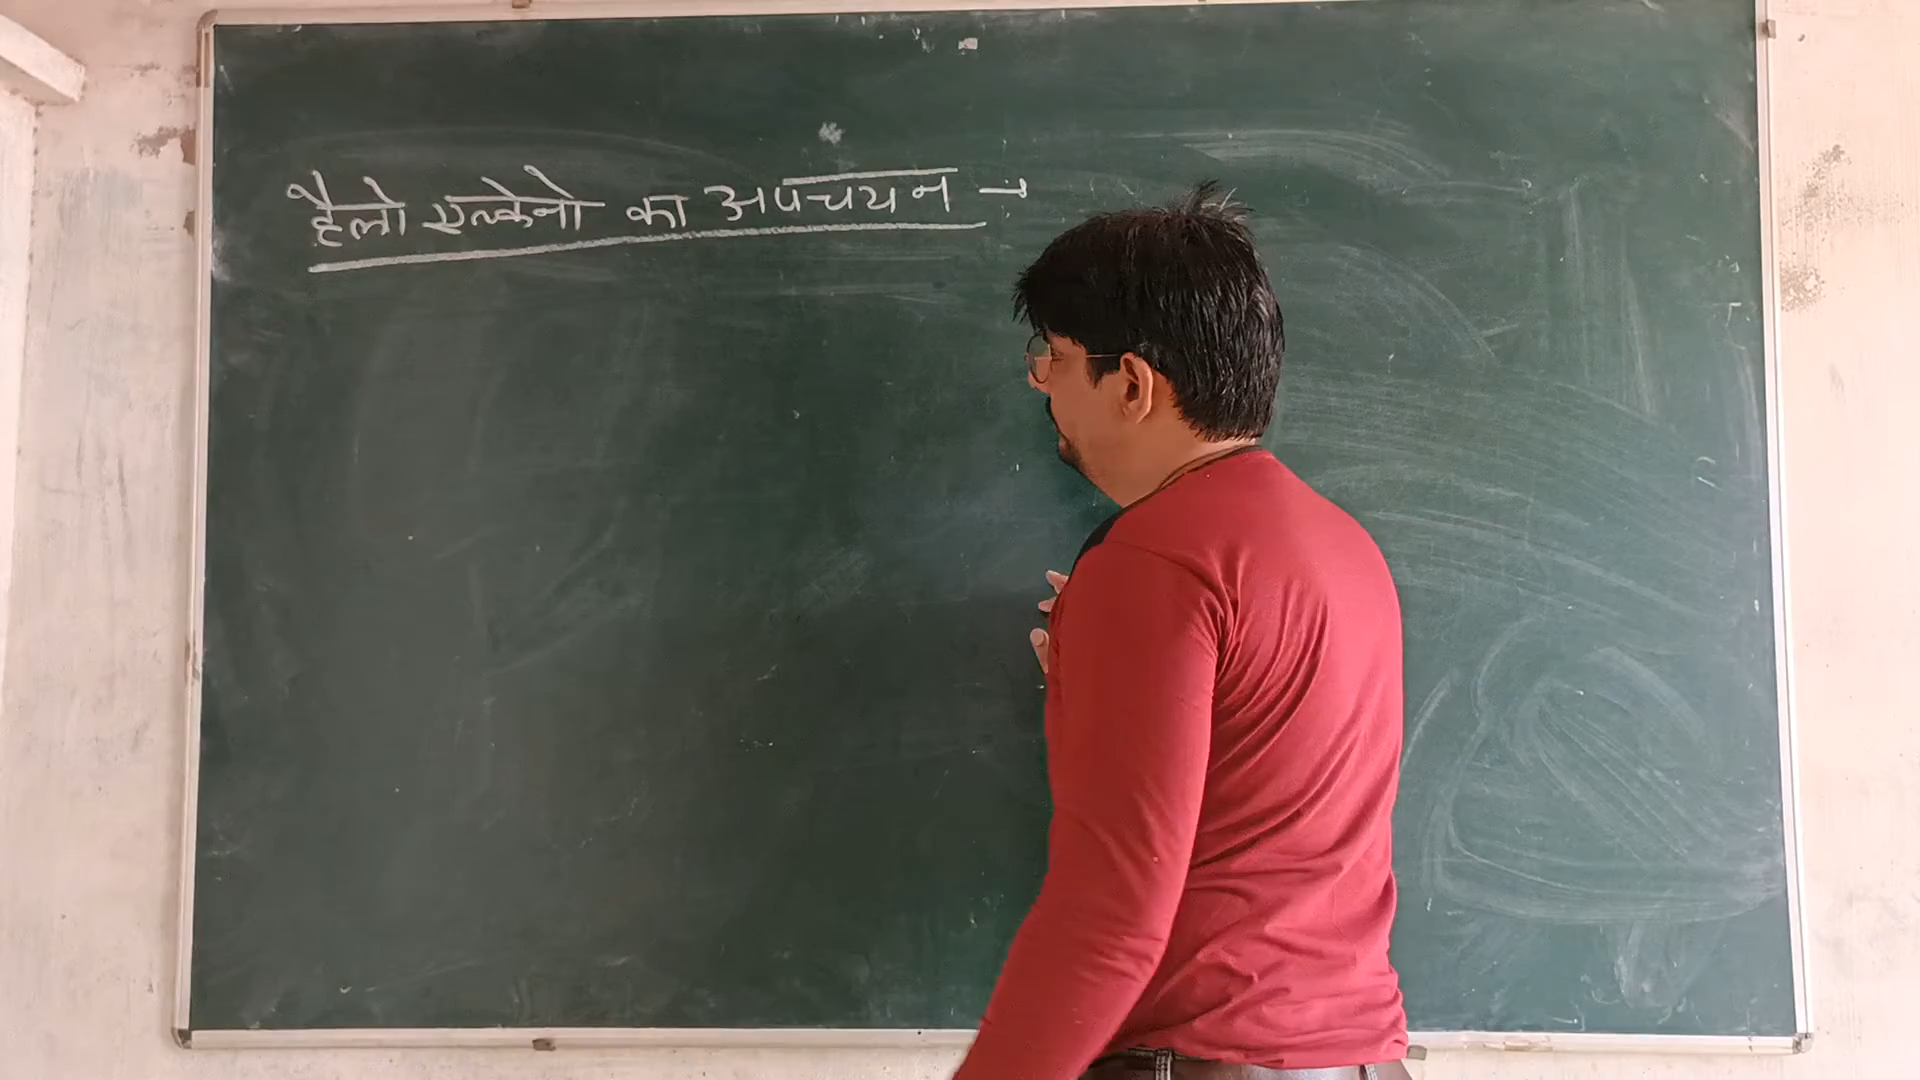 हैलो एल्केनो का अपचयन →